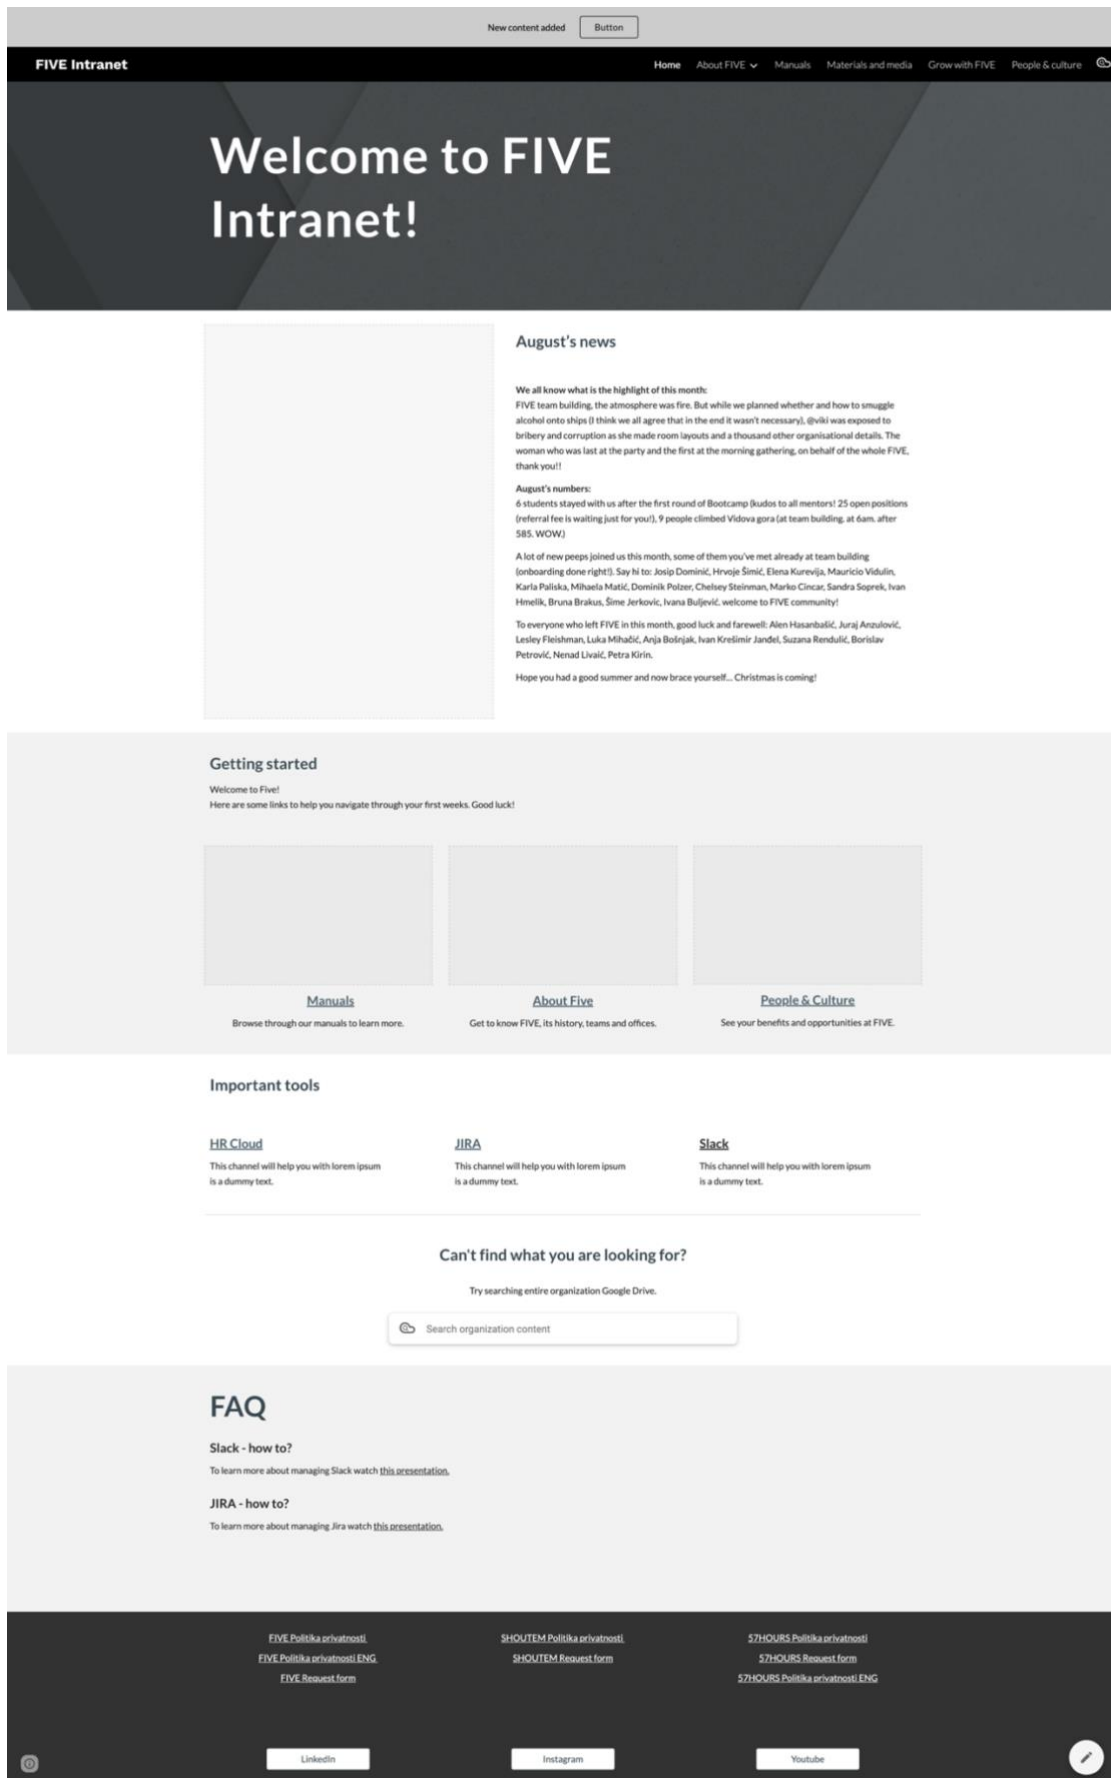 New content added Button
FIVE Intranet Home About FIVE Manuals Materials and media Grow with FIVE People & culture
Welcome to FIVE
Intranet!
August's news
We all know what is the highlight of this month:
FIVE team building, the atmosphere was fire. But while we planned whether and how to smuggle
alcohol onto ships (I think we all agree that in the end it wasn't necessary), @viki was exposed to
bribery and corruption as she made room layouts and a thousand other organisational details. The
woman who was last at the party and the first at the morning gathering, on behalf of the whole FIVE,
thank you!!
August's numbers:
6 students stayed with us after the first round of Bootcamp (kudos to all mentors! 25 open positions
(referral fee is waiting just for you!), 9 people climbed Vidova gora (at team building. at 6am. after
585. WOW.)
A lot of new peeps joined us this month, some of them you've met already at team building
(onboarding done right!). Say hi to: Josip Dominić, Hrvoje Šimić, Elena Kurevija, Mauricio Vidulin,
Karla Paliska, Mihaela Matić, Dominik Polzer, Chelsey Steinman, Marko Cincar, Sandra Soprek, Ivan
Hmelik, Bruna Brakus, Šime Jerkovic, Ivana Buljević. welcome to FIVE community!
To everyone who left FIVE in this month, good luck and farewell: Alen Hasanbašić, Juraj Anzulović,
Lesley Fleishman, Luka Mihačić, Anja Bošnjak, Ivan Krešimir Janđel, Suzana Rendulić, Borislav
Petrović, Nenad Livaić, Petra Kirin.
Hope you had a good summer and now brace yourself... Christmas is coming!
Getting started
Welcome to Five!
Here are some links to help you navigate through your first weeks. Good luck!
Manuals About Five People & Culture
Browse through our manuals to learn more. Get to know FIVE, its history, teams and offices. See your benefits and opportunities at FIVE.
Important tools
HR Cloud JIRA Slack
This channel will help you with lorem ipsum This channel will help you with lorem ipsum This channel will help you with lorem ipsum
is a dummy text. is a dummy text. is a dummy text.
Can't find what you are looking for?
Try searching entire organization Google Drive.
Search organization content
FAQ
Slack - how to?
To learn more about managing Slack watch this presentation.
JIRA - how to?
To learn more about managing Jira watch this presentation.
FIVE Politika privatnosti SHOUTEM Politika privatnosti 57HOURS Politika privatnosti
FIVE Politika privatnosti ENG SHOUTEM Request form 57HOURS Request form
FIVE Request form 57HOURS Politika privatnosti ENG
LinkedIn Instagram Youtube